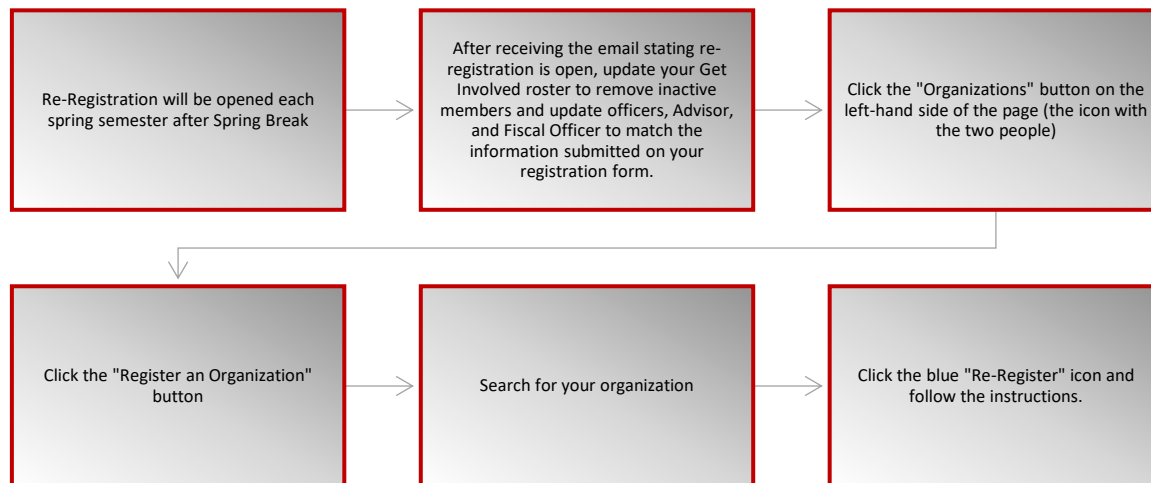 Re-Registration will be opened each
spring semester after Spring Break
After receiving the email stating re-
registration is open, update your Get
Involved roster to remove inactive
members and update officers, Advisor,
and Fiscal Officer to match the
information submitted on your
registration form.
Click the "Organizations" button on the
left-hand side of the page (the icon with
the two people)
Click the "Register an Organization"
button
Search for your organization
Click the blue "Re-Register" icon and
follow the instructions.